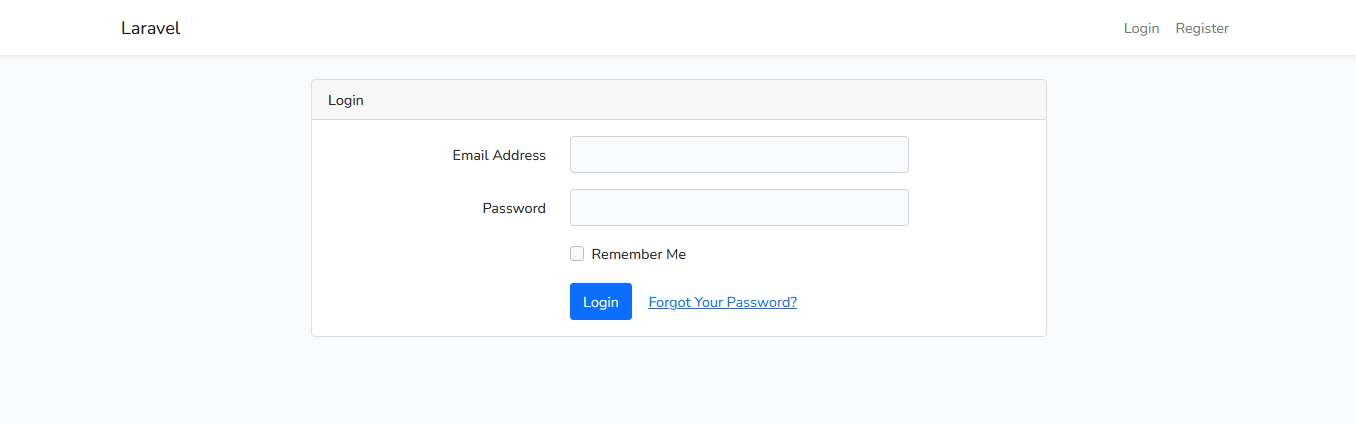 Laravel
Login Register
Login
Email Address
Password
Remember Me
Login Forgot Your Password?